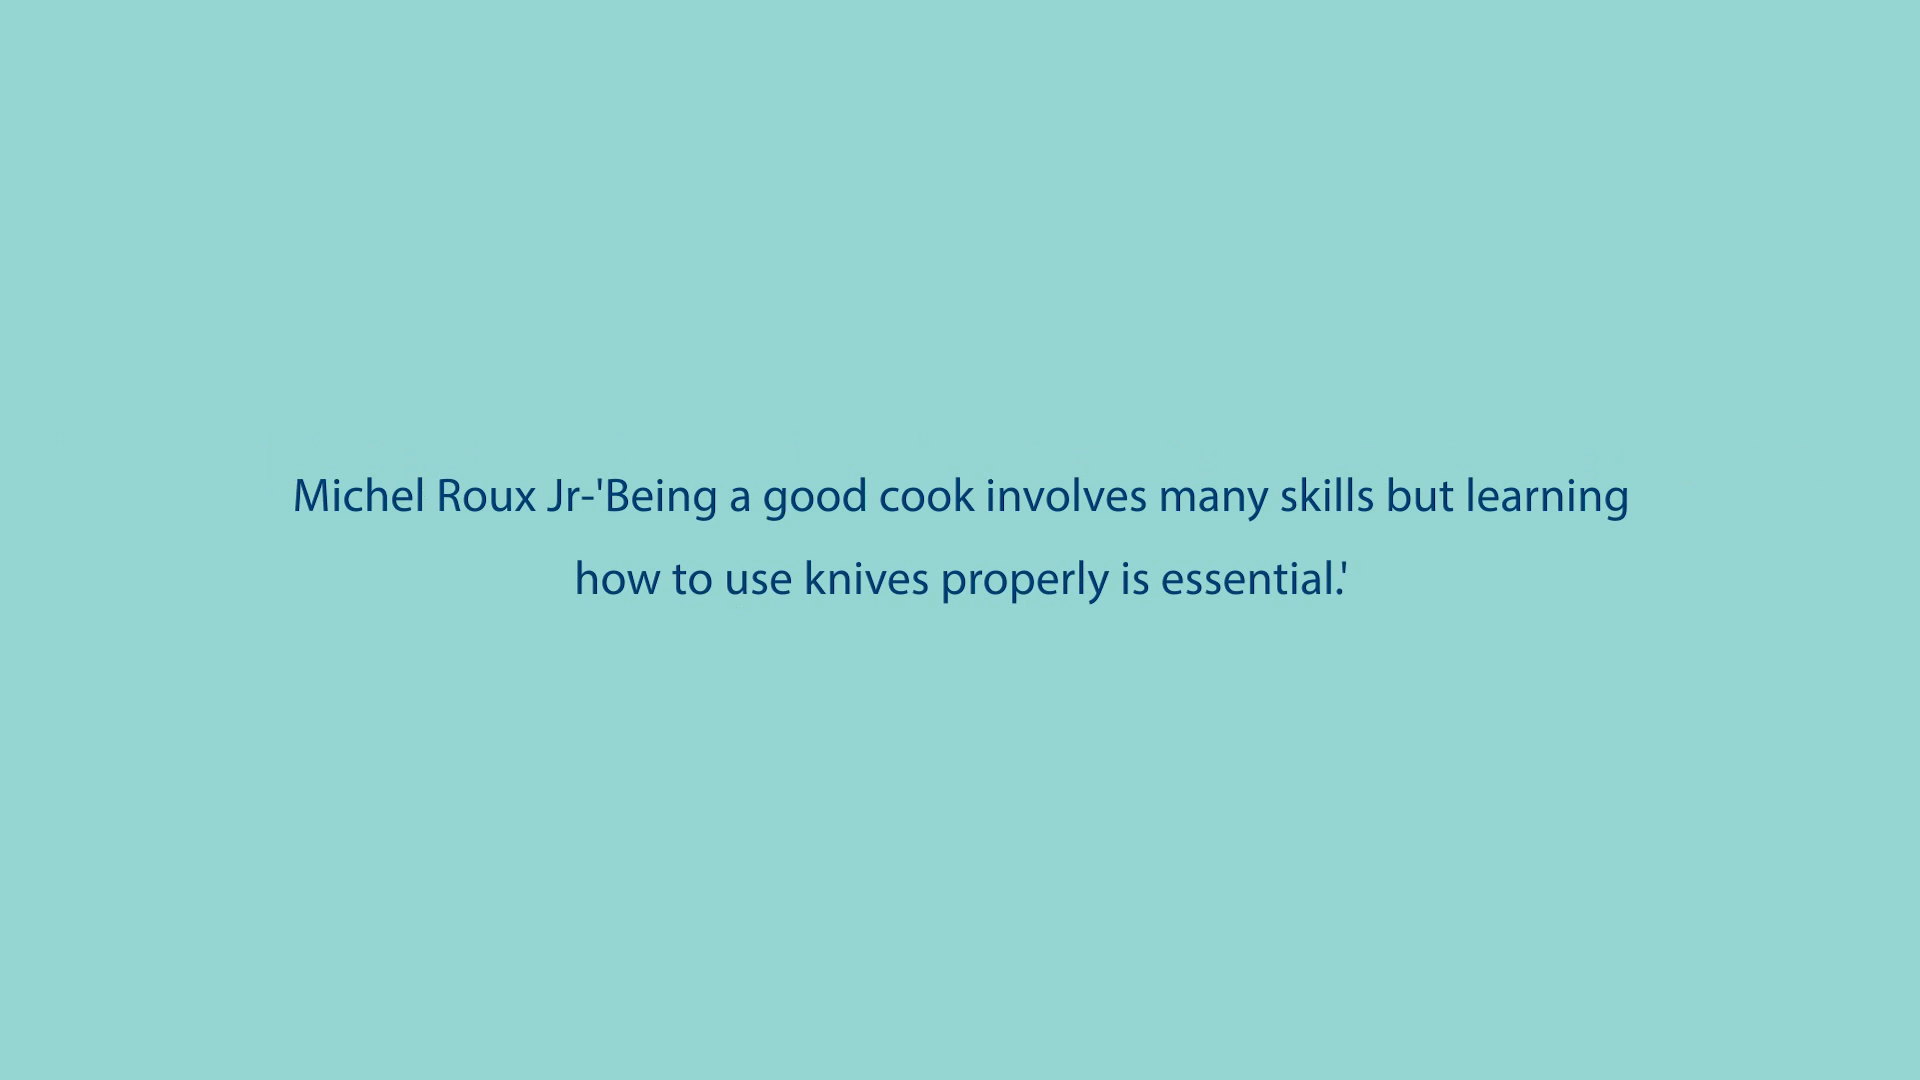 Michel Roux Jr-'Being a good cook involves many skills but learning
how to use knives properly is essential.'